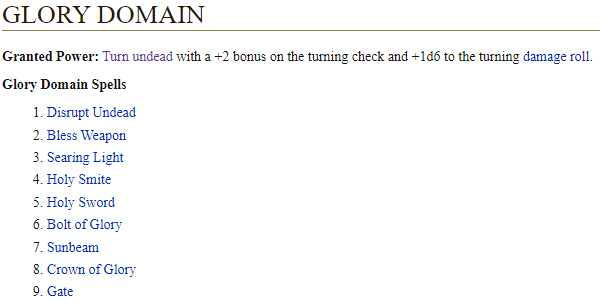 GLORY DOMAIN
Granted Power: Turn undead with a +2 bonus on the turning check and +1d6 to the turning damage roll.
Glory Domain Spells
1. Disrupt Undead
2. Bless Weapon
3. Searing Light
4. Holy Smite
5. Holy Sword
6. Bolt of Glory
7. Sunbeam
8. Crown of Glory
9. Gate